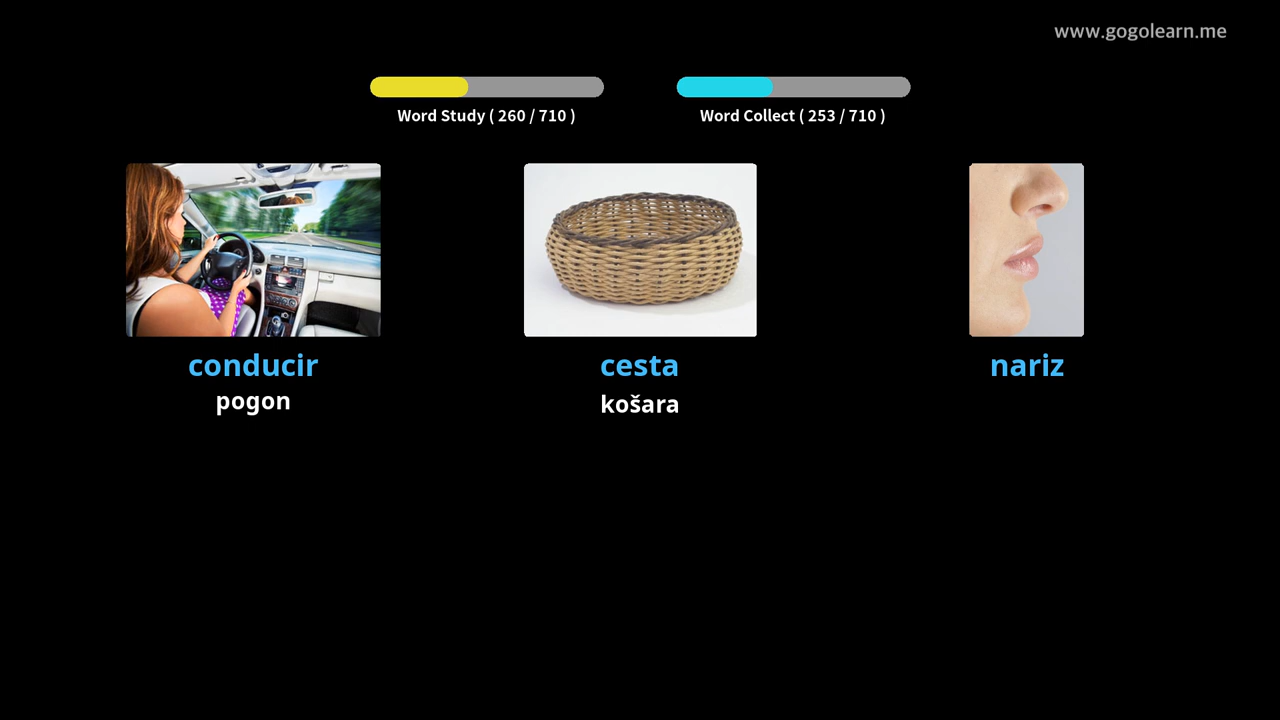 www.gogolearn.me
Word Study ( 260 / 710 )
Word Collect ( 253 / 710 )
conducir
pogon
cesta
košara
nariz